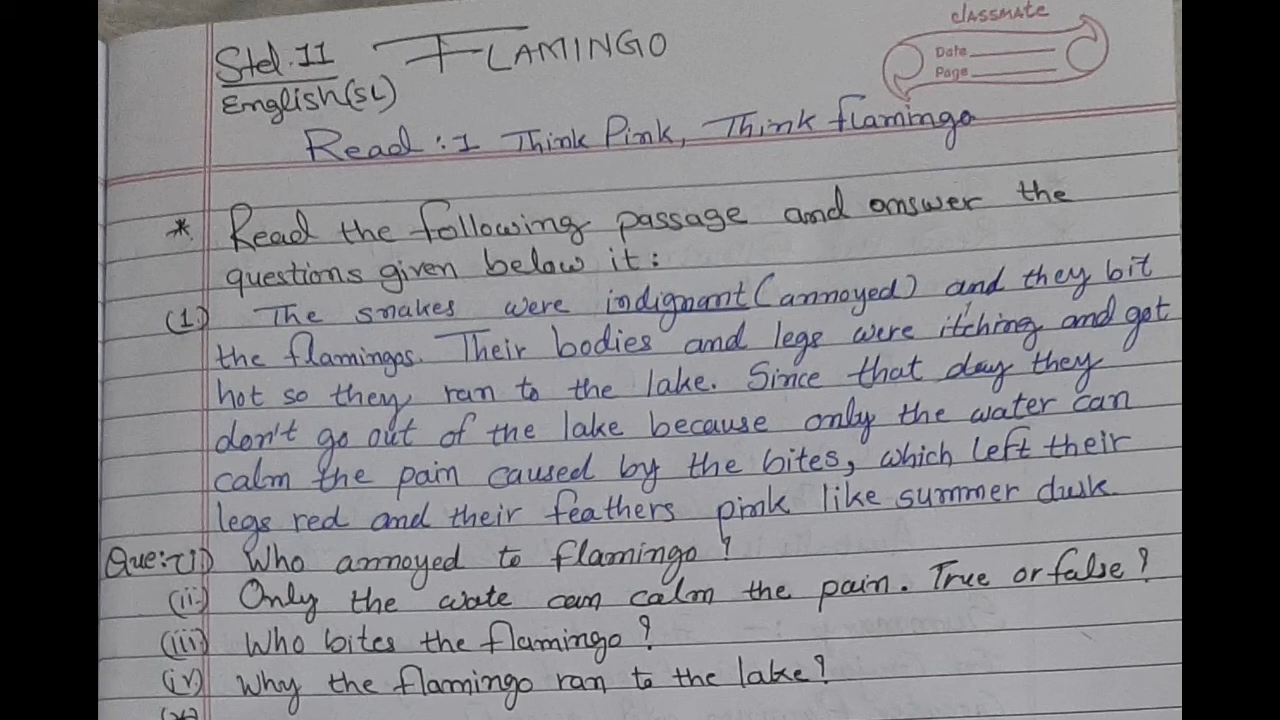 Std.11 FLAMINGO
English(SL)
classmate
Date
Page
Read:1 Think Pink, Think flamingo
* Read the following passage and answer the
questions given below it:
(1) The snakes were indignant (annoyed) and they bit
the flamingos. Their bodies and legs were itching and got
hot so they ran to the lake. Since that day they
don't go out of the lake because only the water can
calm the pain caused by the bites, which left their
legs red and their feathers pink like summer dusk.
Que:-(1) Who annoyed to flamingo?
(ii) Only the wate can calm the pain. True or false?
(iii) Who bites the flamingo?
(iv) Why the flamingo ran to the lake?